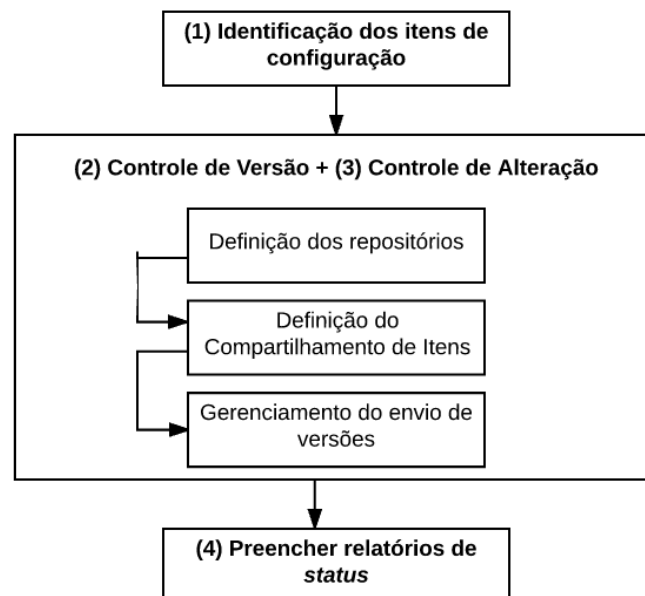 (1) Identificação dos itens de
configuração
(2) Controle de Versão + (3) Controle de Alteração
Definição dos repositórios
Definição do
Compartilhamento de Itens
Gerenciamento do envio de
versões
(4) Preencher relatórios de
status